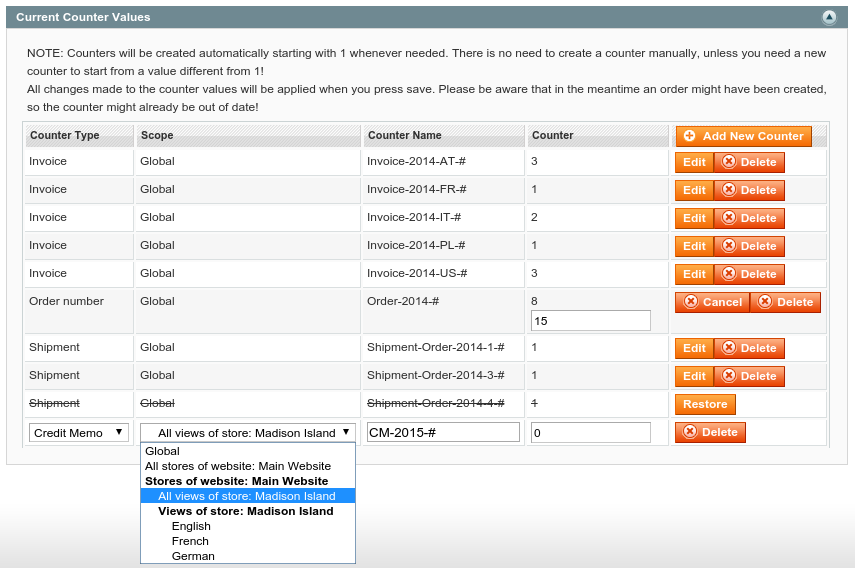 Current Counter Values
NOTE: Counters will be created automatically starting with 1 whenever needed. There is no need to create a counter manually, unless you need a new
counter to start from a value different from 1!
All changes made to the counter values will be applied when you press save. Please be aware that in the meantime an order might have been created,
so the counter might already be out of date!
Counter Type Scope Counter Name Counter Add New Counter
Invoice Global Invoice-2014-AT-# 3 Edit Delete
Invoice Global Invoice-2014-FR-# 1 Edit Delete
Invoice Global Invoice-2014-IT-# 2 Edit Delete
Invoice Global Invoice-2014-PL-# 1 Edit Delete
Invoice Global Invoice-2014-US-# 3 Edit Delete
Order number Global Order-2014-# 8 Cancel Delete
15
Shipment Global Shipment-Order-2014-1-# 1 Edit Delete
Shipment Global Shipment-Order-2014-3-# 1 Edit Delete
Shipment Global Shipment-Order-2014-4-# 1 Restore
Credit Memo All views of store: Madison Island CM-2015-# 0 Delete
Global
All stores of website: Main Website
Stores of website: Main Website
All views of store: Madison Island
Views of store: Madison Island
English
French
German